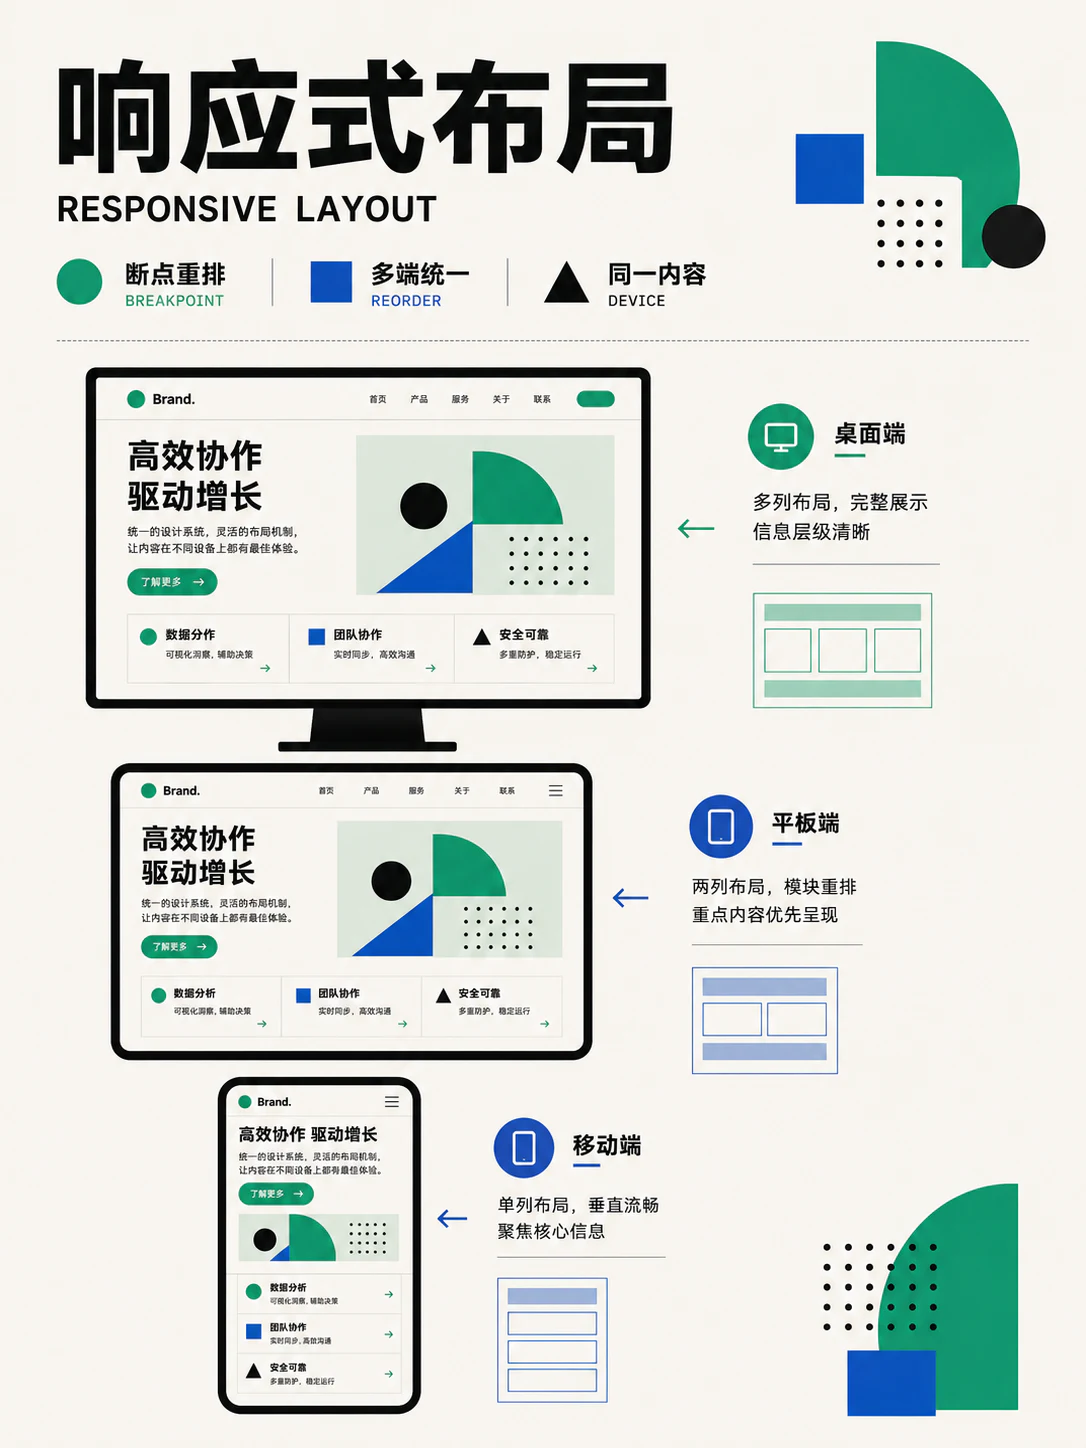 响应式布局
RESPONSIVE LAYOUT
断点重排
BREAKPOINT
多端统一
REORDER
同一内容
DEVICE
Brand.
首页 产品 服务 关于 联系
高效协作
驱动增长
统一的设计系统，灵活的布局机制，
让内容在不同设备上都有最佳体验。
了解更多 →
数据分作
可视化洞察, 辅助决策
→
团队协作
实时同步，高效沟通
→
安全可靠
多重防护，稳定运行
→
←
桌面端
多列布局，完整展示
信息层级清晰
Brand.
首页 产品 服务 关于 联系
高效协作
驱动增长
统一的设计系统，灵活的布局机制，
让内容在不同设备上都有最佳体验。
了解更多 →
数据分析
可视化洞察, 辅助决策
→
团队协作
实时同步，高效沟通
→
安全可靠
多重防护，稳定运行
→
←
平板端
两列布局，模块重排
重点内容优先呈现
Brand.
高效协作 驱动增长
统一的设计系统，灵活的布局机制，
让内容在不同设备上都有最佳体验。
了解更多 →
数据分析
可视化洞察, 辅助决策
→
团队协作
实时同步, 高效沟通
→
安全可靠
多重防护，稳定运行
→
←
移动端
单列布局，垂直流畅
聚焦核心信息